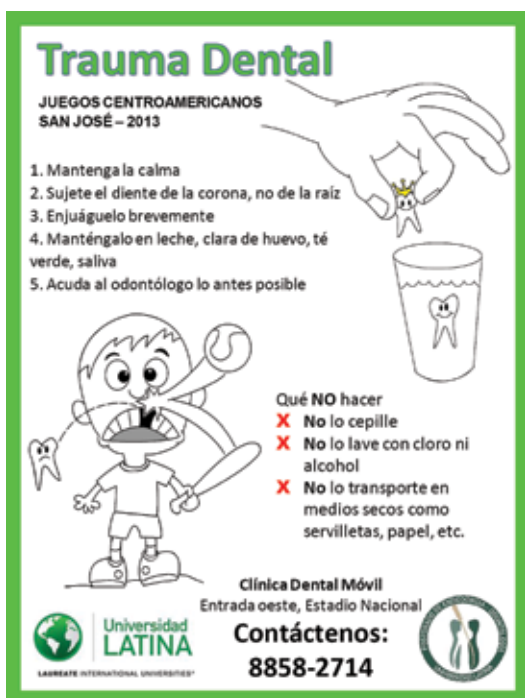 Trauma Dental
JUEGOS CENTROAMERICANOS
SAN JOSÉ – 2013
1. Mantenga la calma
2. Sujete el diente de la corona, no de la raíz
3. Enjuáguelo brevemente
4. Manténgalo en leche, clara de huevo, té
verde, saliva
5. Acuda al odontólogo lo antes posible
Qué NO hacer
X No lo cepille
X No lo lave con cloro ni
alcohol
X No lo transporte en
medios secos como
servilletas, papel, etc.
Clínica Dental Móvil
Entrada oeste, Estadio Nacional
Contáctenos:
8858-2714
Universidad
LATINA
LAUREATE INTERNATIONAL UNIVERSITIES®